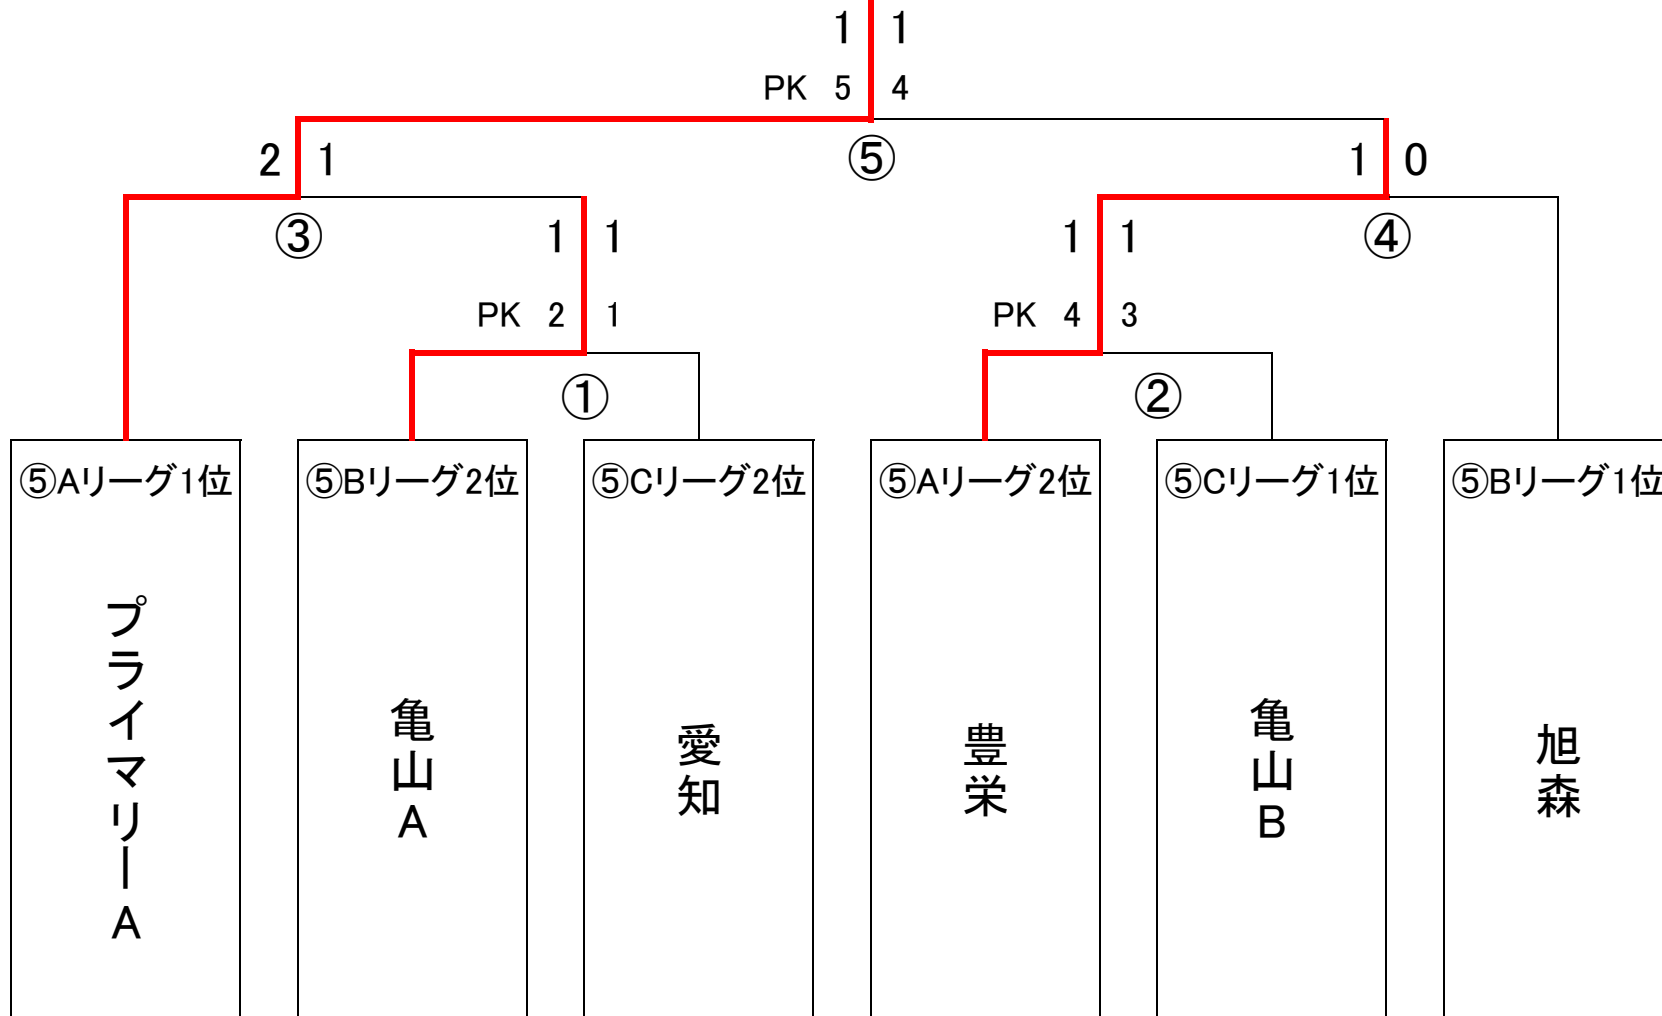 1 1
PK 5 4
⑤
2 1
1 0
③
④
1 1
1 1
PK 2 1
PK 4 3
①
②
⑤Aリーグ1位
⑤Bリーグ2位
⑤Cリーグ2位
⑤Aリーグ2位
⑤Cリーグ1位
⑤Bリーグ1位
プライマリーA
亀山A
愛知
豊栄
亀山B
旭森